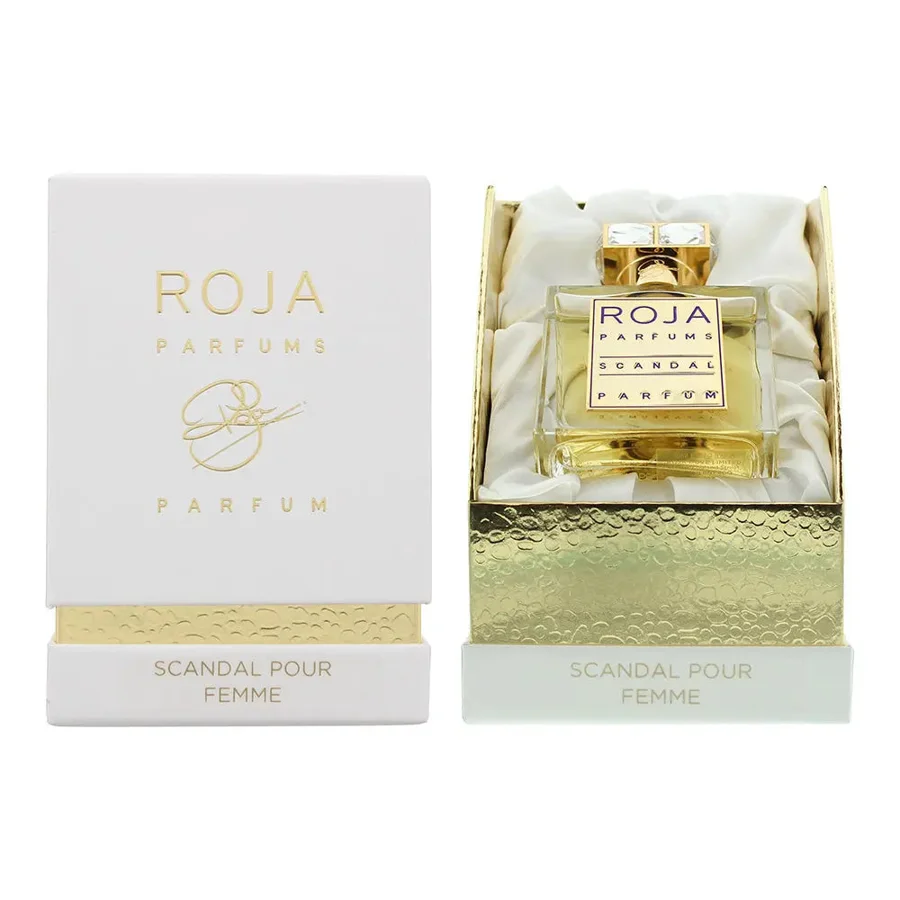 ROJA
PARFUMS
PARFUM
SCANDAL POUR
FEMME
ROJA
PARFUMS
SCANDAL
PARFUM
SCANDAL POUR
FEMME